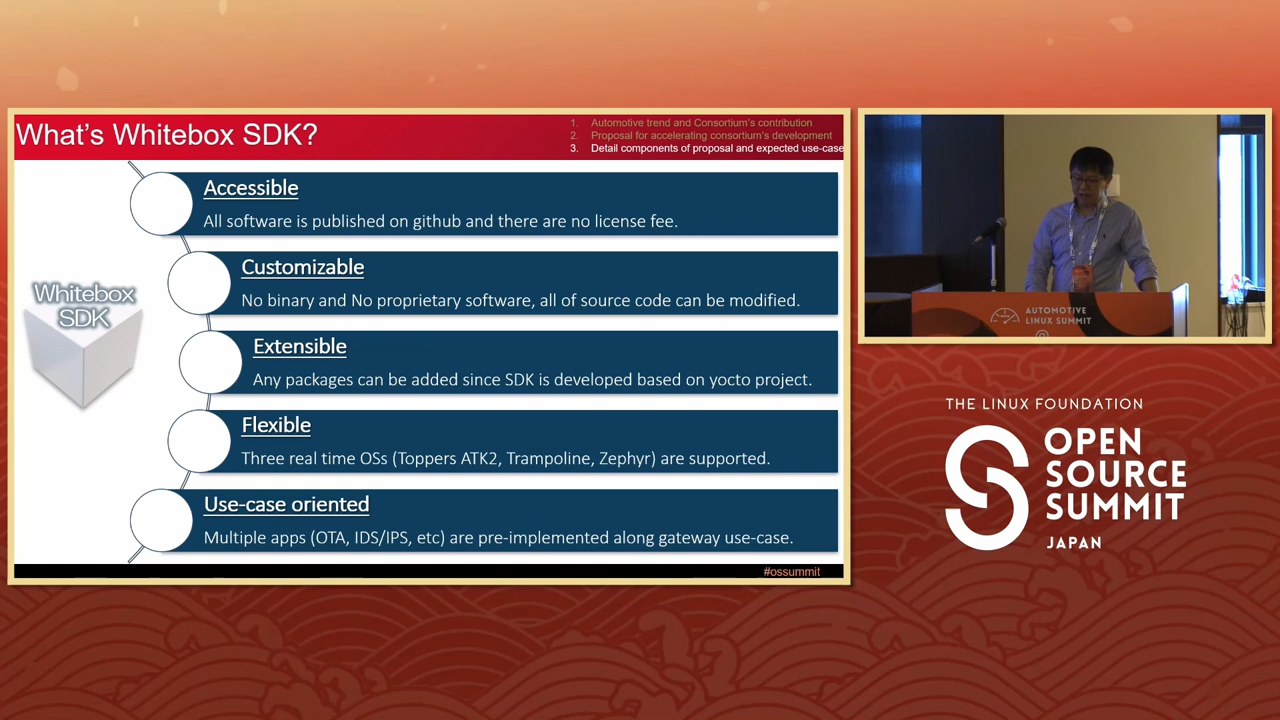 What's Whitebox SDK?
1. Automotive trend and Consortium's contribution
2. Proposal for accelerating consortium's development
3. Detail components of proposal and expected use-case
Whitebox
SDK
Accessible
All software is published on github and there are no license fee.
Customizable
No binary and No proprietary software, all of source code can be modified.
Extensible
Any packages can be added since SDK is developed based on yocto project.
Flexible
Three real time OSs (Toppers ATK2, Trampoline, Zephyr) are supported.
Use-case oriented
Multiple apps (OTA, IDS/IPS, etc) are pre-implemented along gateway use-case.
#ossummit
AUTOMOTIVE
LINUX SUMMIT
THE LINUX FOUNDATION
OPEN
SOURCE
SUMMIT
JAPAN